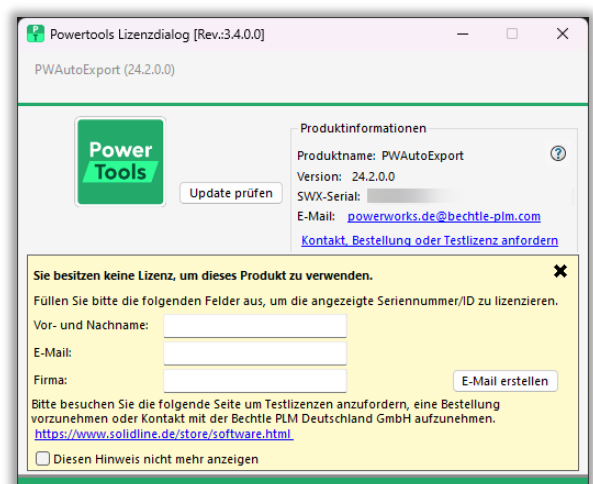 Powertools Lizenzdialog [Rev.:3.4.0.0]
PWAutoExport (24.2.0.0)
Power
Tools
Update prüfen
Produktinformationen
Produktname: PWAutoExport
Version: 24.2.0.0
SWX-Serial:
E-Mail: powerworks.de@bechtle-plm.com
Kontakt, Bestellung oder Testlizenz anfordern
Sie besitzen keine Lizenz, um dieses Produkt zu verwenden.
Füllen Sie bitte die folgenden Felder aus, um die angezeigte Seriennummer/ID zu lizenzieren.
Vor- und Nachname:
E-Mail:
Firma:
E-Mail erstellen
Bitte besuchen Sie die folgende Seite um Testlizenzen anzufordern, eine Bestellung
vorzunehmen oder Kontakt mit der Bechtle PLM Deutschland GmbH aufzunehmen.
https://www.solidline.de/store/software.html
Diesen Hinweis nicht mehr anzeigen